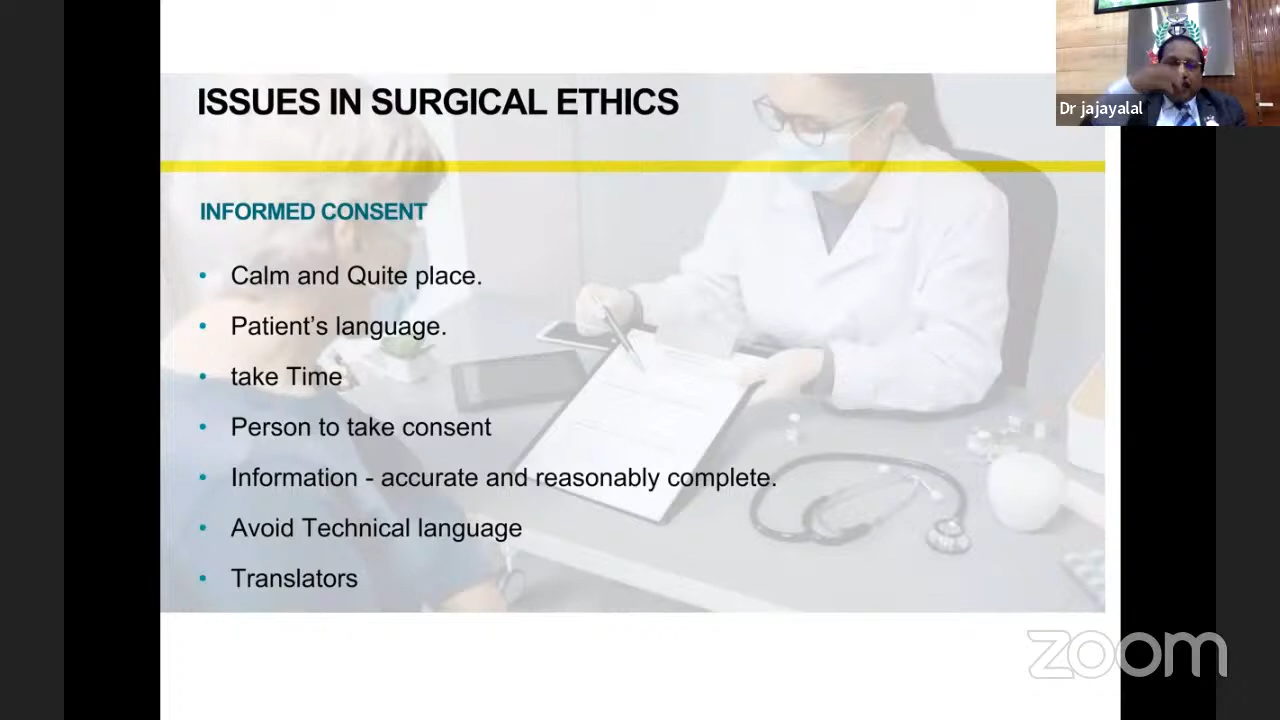 ISSUES IN SURGICAL ETHICS
Dr jajayalal
INFORMED CONSENT
• Calm and Quite place.
• Patient’s language.
• take Time
• Person to take consent
• Information - accurate and reasonably complete.
• Avoid Technical language
• Translators
zoom